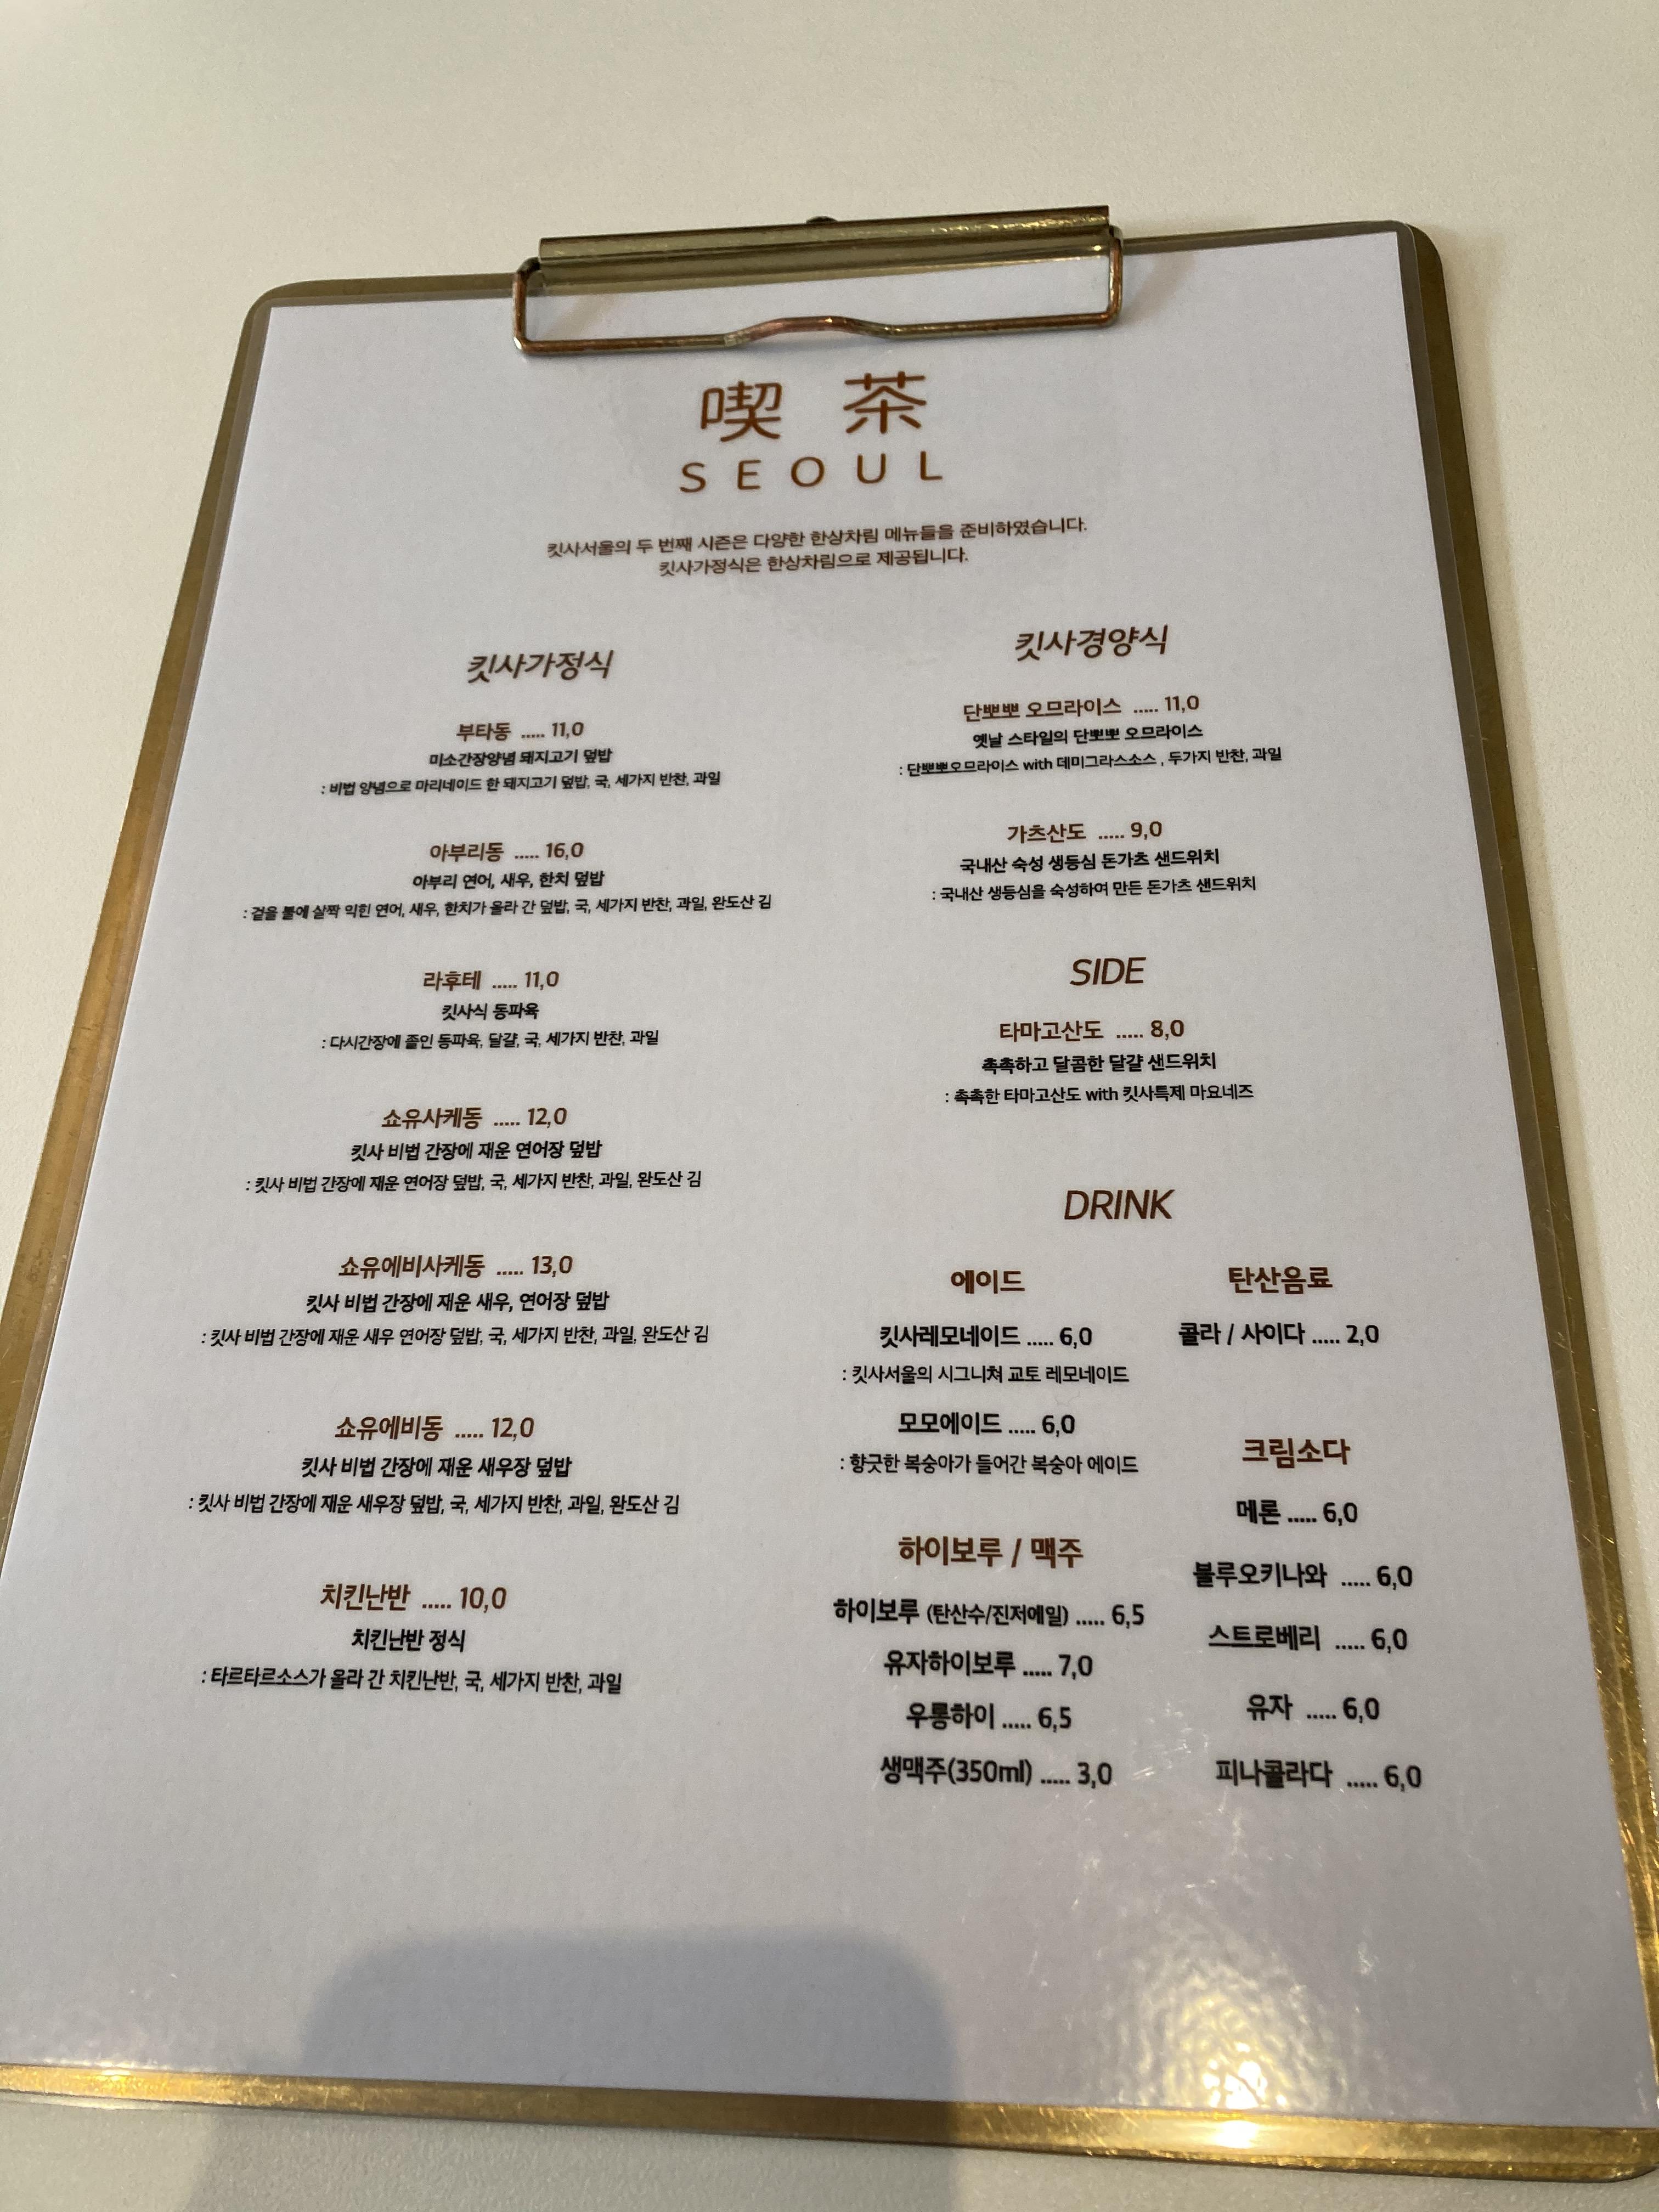 喫茶
SEOUL
킷사서울의 두 번째 시즌은 다양한 한상차림 메뉴들을 준비하였습니다.
킷사가정식은 한상차림으로 제공됩니다.
킷사가정식
부타동 ..... 11,0
미소간장양념 돼지고기 덮밥
: 비법 양념으로 마리네이드 한 돼지고기 덮밥, 국, 세가지 반찬, 과일
아부리동 ..... 16,0
아부리 연어, 새우, 한치 덮밥
: 겉을 불에 살짝 익힌 연어, 새우, 한치가 올라 간 덮밥, 국, 세가지 반찬, 과일, 완도산 김
라후테 ..... 11,0
킷사식 동파육
: 다시간장에 졸인 동파육, 달걀, 국, 세가지 반찬, 과일
쇼유사케동 ..... 12,0
킷사 비법 간장에 재운 연어장 덮밥
: 킷사 비법 간장에 재운 연어장 덮밥, 국, 세가지 반찬, 과일, 완도산 김
쇼유에비사케동 ..... 13,0
킷사 비법 간장에 재운 새우, 연어장 덮밥
: 킷사 비법 간장에 재운 새우 연어장 덮밥, 국, 세가지 반찬, 과일, 완도산 김
쇼유에비동 ..... 12,0
킷사 비법 간장에 재운 새우장 덮밥
: 킷사 비법 간장에 재운 새우장 덮밥, 국, 세가지 반찬, 과일, 완도산 김
치킨난반 ..... 10,0
치킨난반 정식
: 타르타르소스가 올라 간 치킨난반, 국, 세가지 반찬, 과일
킷사경양식
단뽀뽀 오므라이스 ..... 11,0
옛날 스타일의 단뽀뽀 오므라이스
: 단뽀뽀오므라이스 with 데미그라스소스 , 두가지 반찬, 과일
가츠산도 ..... 9,0
국내산 숙성 생등심 돈가츠 샌드위치
: 국내산 생등심을 숙성하여 만든 돈가츠 샌드위치
SIDE
타마고산도 ..... 8,0
촉촉하고 달콤한 달걀 샌드위치
: 촉촉한 타마고산도 with 킷사특제 마요네즈
DRINK
에이드
킷사레모네이드 ..... 6,0
: 킷사서울의 시그니쳐 교토 레모네이드
모모에이드 ..... 6,0
: 향긋한 복숭아가 들어간 복숭아 에이드
하이보루 / 맥주
하이보루 (탄산수/진저에일) ..... 6,5
유자하이보루 ..... 7,0
우롱하이 ..... 6,5
생맥주(350ml) ..... 3,0
탄산음료
콜라 / 사이다 ..... 2,0
크림소다
메론 ..... 6,0
블루오키나와 ..... 6,0
스트로베리 ..... 6,0
유자 ..... 6,0
피나콜라다 ..... 6,0